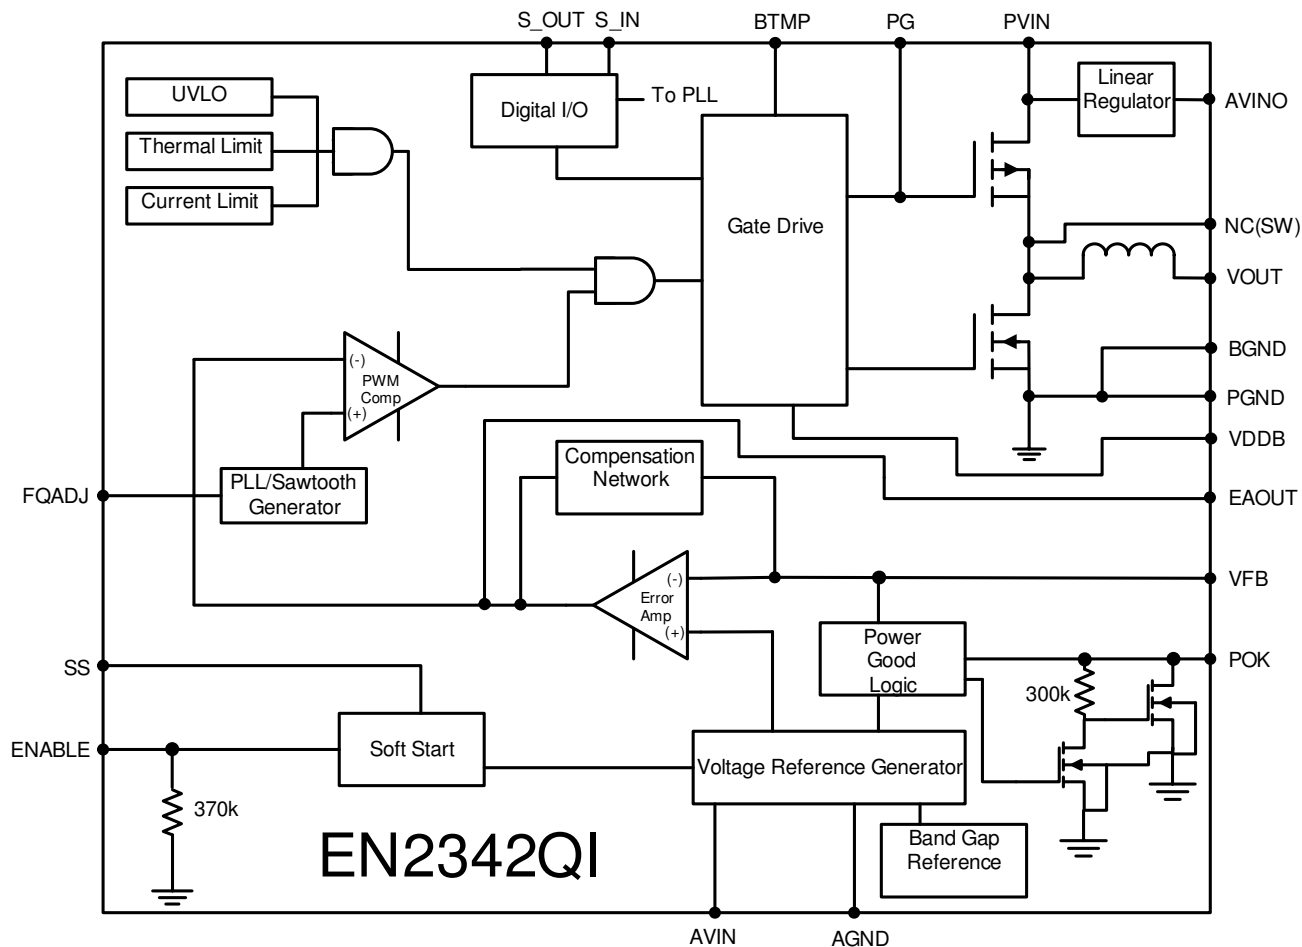 S_OUT S_IN BTMP PG PVIN
UVLO
Thermal Limit
Current Limit
Digital I/O
To PLL
Gate Drive
Linear
Regulator
AVINO
NC(SW)
VOUT
BGND
PGND
VDDB
EAOUT
VFB
POK
(-)
PWM
Comp
(+)
FQADJ
PLL/Sawtooth
Generator
Compensation
Network
(-)
Error
Amp
(+)
Power
Good
Logic
300k
SS
ENABLE
Soft Start
370k
Voltage Reference Generator
Band Gap
Reference
EN2342QI
AVIN
AGND